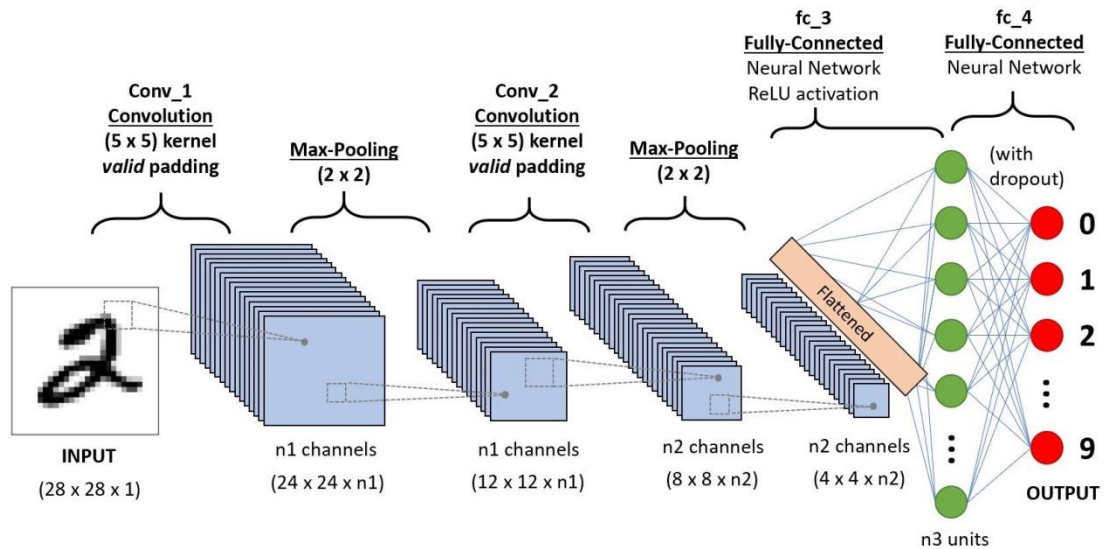 Conv_1
Convolution
(5 x 5) kernel
valid padding
Max-Pooling
(2 x 2)
Conv_2
Convolution
(5 x 5) kernel
valid padding
Max-Pooling
(2 x 2)
fc_3
Fully-Connected
Neural Network
ReLU activation
fc_4
Fully-Connected
Neural Network
(with
dropout)
2
Flattened
0
1
2
9
INPUT
(28 x 28 x 1)
n1 channels
(24 x 24 x n1)
n1 channels
(12 x 12 x n1)
n2 channels
(8 x 8 x n2)
n2 channels
(4 x 4 x n2)
n3 units
OUTPUT